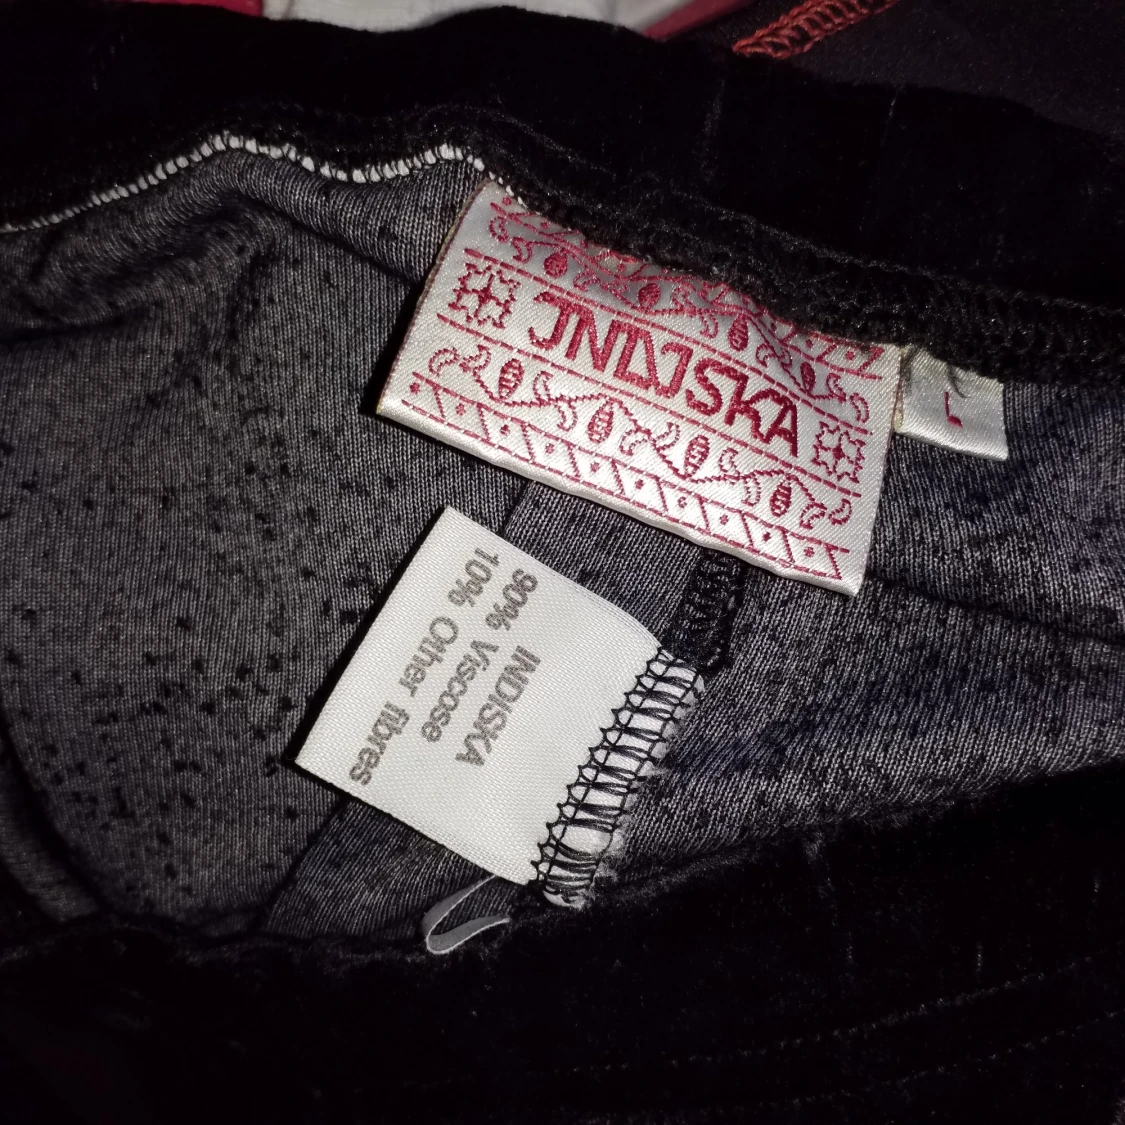 INDISKA
L
INDISKA
90% Viscose
10% Other fibres